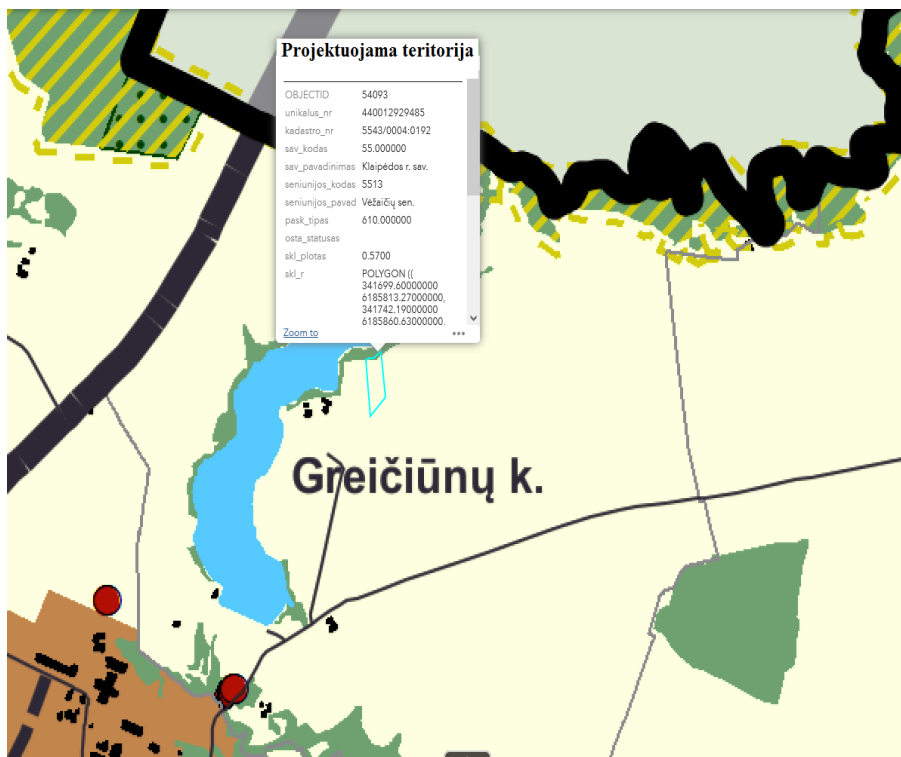 Projektuojama teritorija
OBJECTID 54093
unikalus_nr 440012929485
kadastro_nr 5543/0004:0192
sav_kodas 55.000000
sav_pavadinimas Klaipėdos r. sav.
seniunijos_kodas 5513
seniunijos_pavad Vėžaičių sen.
pask_tipas 610.000000
osta_statusas
skl_plotas 0.5700
skl_r POLYGON ((
341699.60000000
6185813.27000000,
341742.19000000
6185860.63000000,
Zoom to
Greičiūnų k.